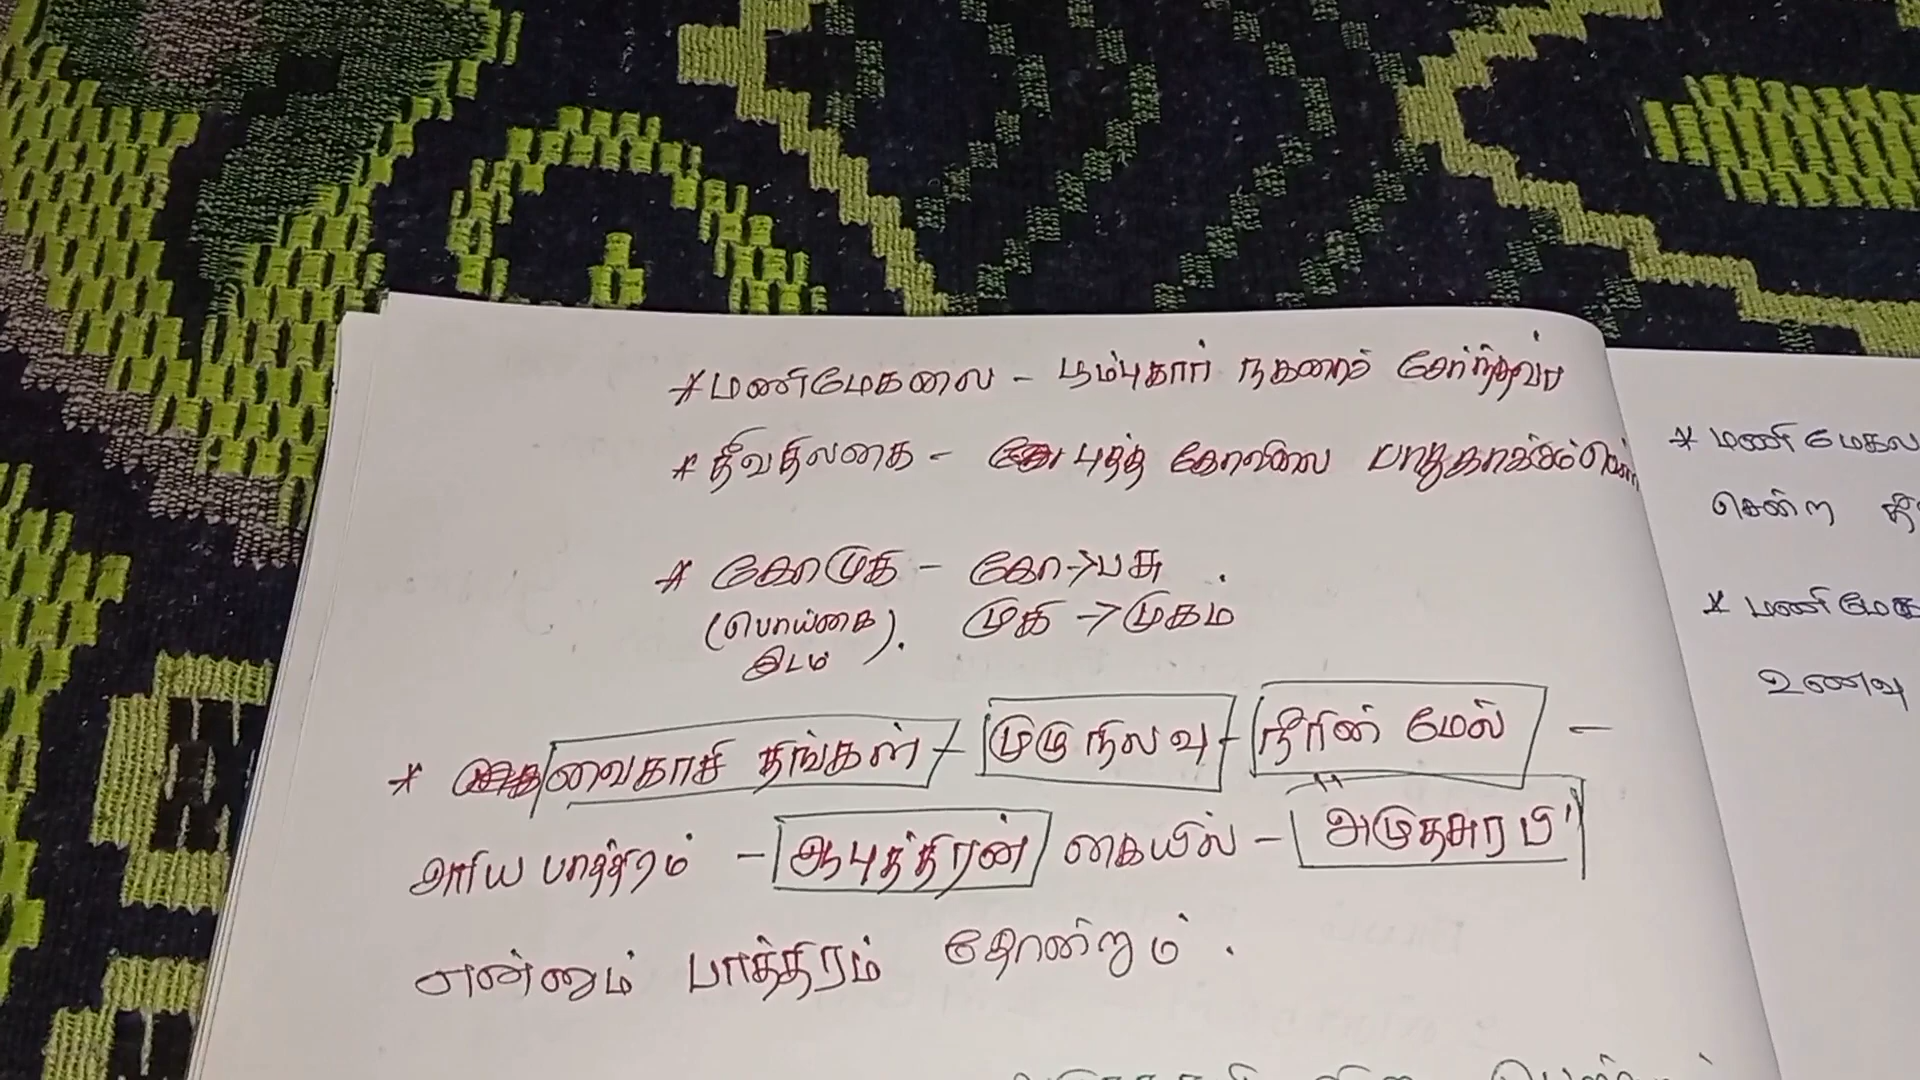 * மணிமேகலை - பூம்புகார் நகரைச் சேர்ந்தவர்
* தீவதிலகை - புத்த கோவிலை பாதுகாக்கும்
* கோமுகி - கோ→பசு .
(பொய்கை). முகி → முகம்
இடம்
* வைகாசி திங்கள் - முழு நிலவு - நீரின் மேல் -
அரிய பாத்திரம் - ஆபுத்திரன் கையில் - "அமுதசுரபி'
என்னும் பாத்திரம் தோன்றும் .
* மணிமேகலை
சென்ற
* மணிமே
உணவு